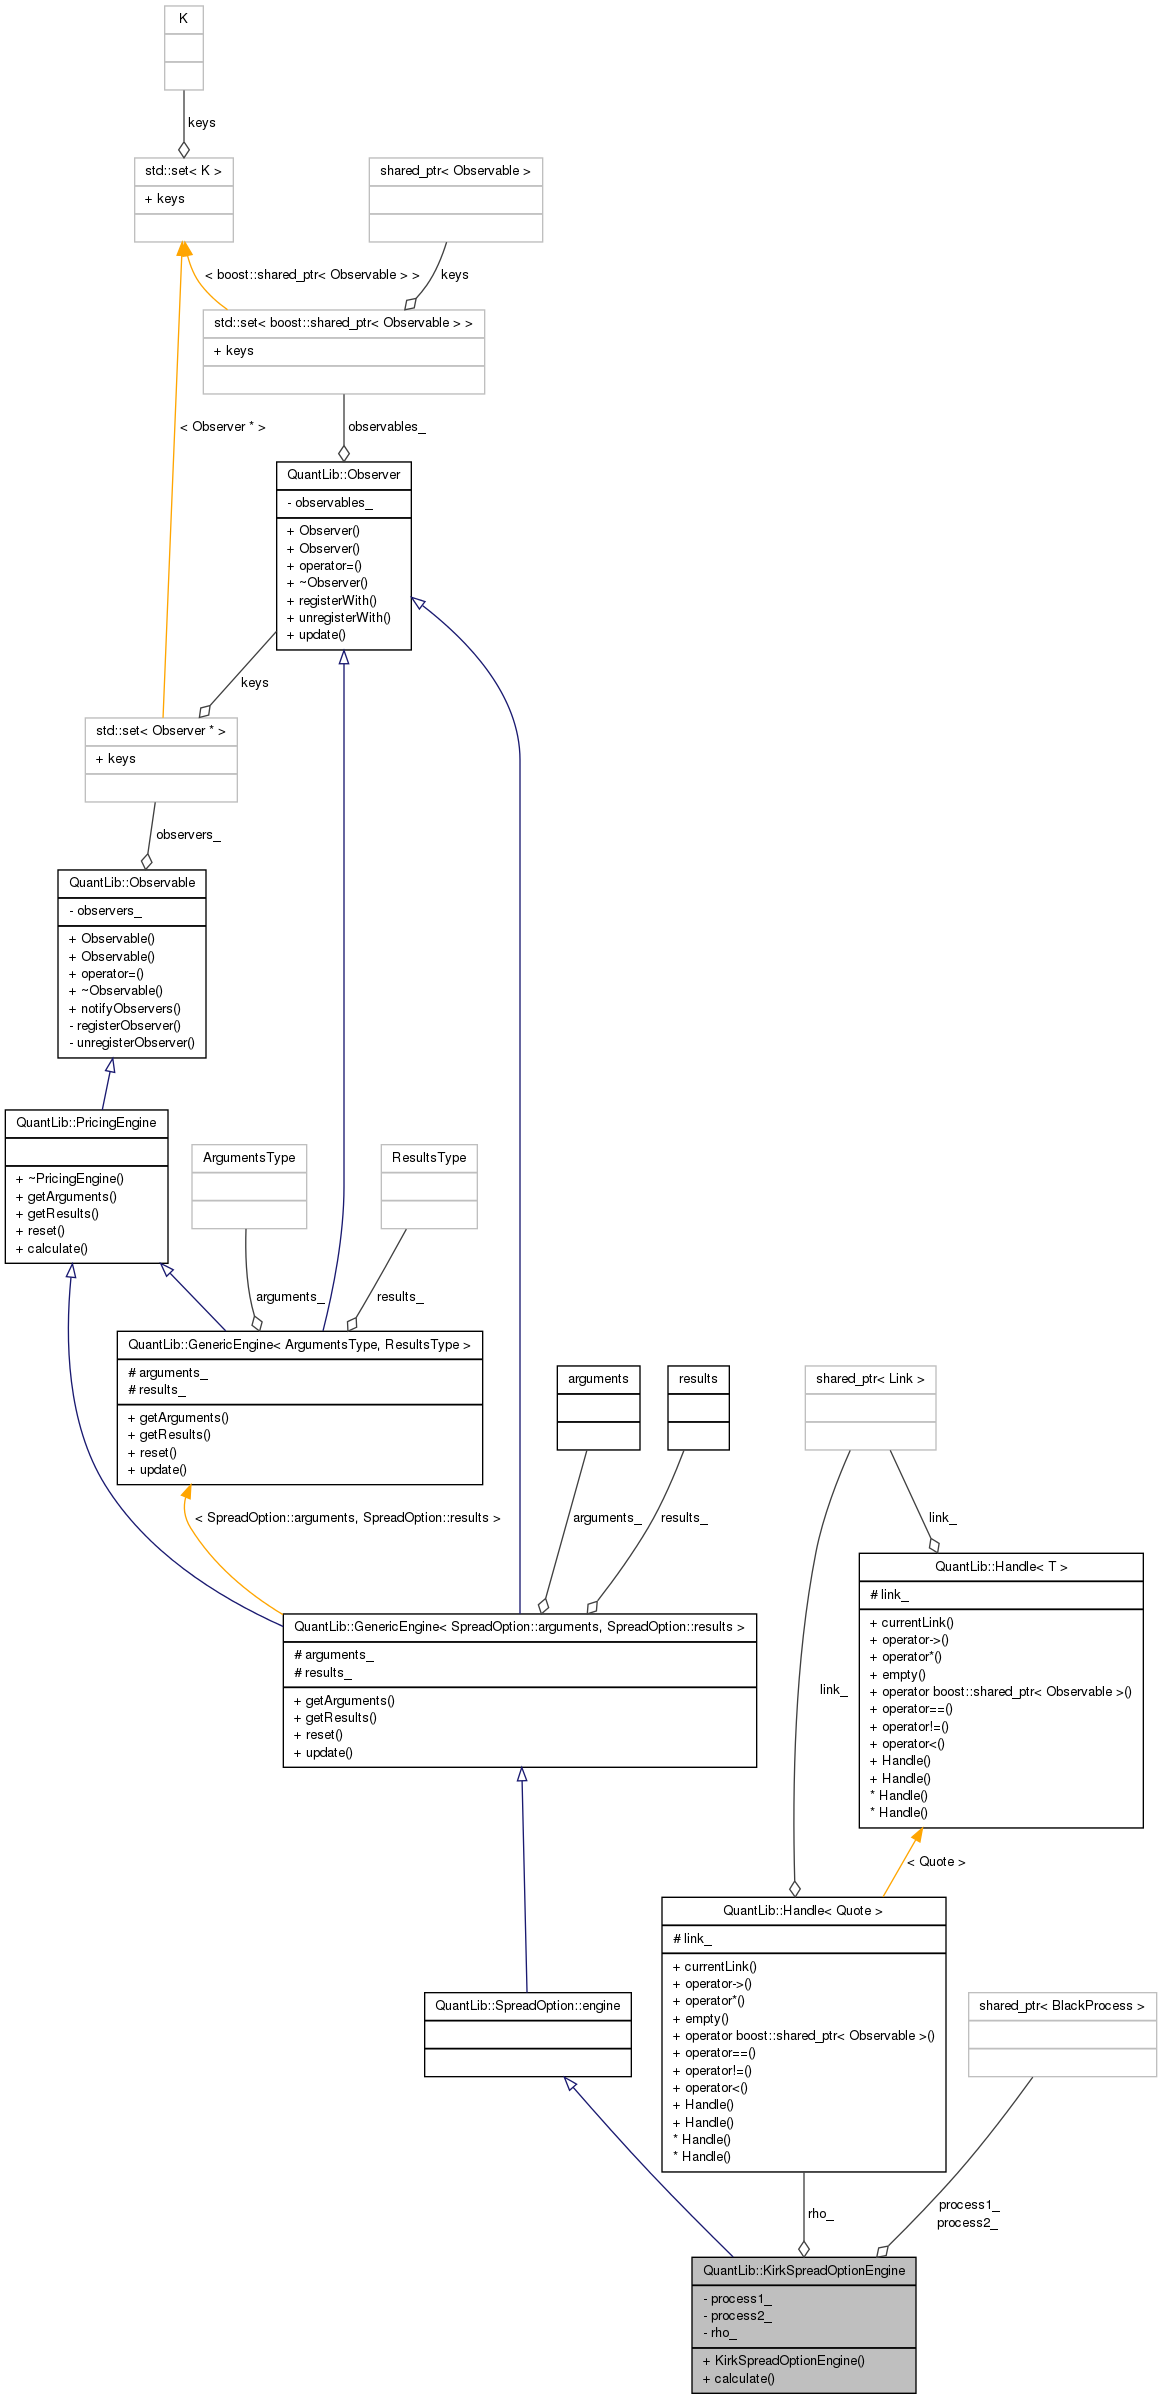 K
keys
std::set< K >
+ keys
shared_ptr< Observable >
< boost::shared_ptr< Observable > >
keys
std::set< boost::shared_ptr< Observable > >
+ keys
< Observer * >
observables_
QuantLib::Observer
- observables_
+ Observer()
+ Observer()
+ operator=()
+ ~Observer()
+ registerWith()
+ unregisterWith()
+ update()
keys
std::set< Observer * >
+ keys
observers_
QuantLib::Observable
- observers_
+ Observable()
+ Observable()
+ operator=()
+ ~Observable()
+ notifyObservers()
- registerObserver()
- unregisterObserver()
QuantLib::PricingEngine
+ ~PricingEngine()
+ getArguments()
+ getResults()
+ reset()
+ calculate()
ArgumentsType
ResultsType
arguments_
results_
QuantLib::GenericEngine< ArgumentsType, ResultsType >
# arguments_
# results_
+ getArguments()
+ getResults()
+ reset()
+ update()
arguments
results
shared_ptr< Link >
< SpreadOption::arguments, SpreadOption::results >
arguments_
results_
link_
QuantLib::Handle< T >
# link_
+ currentLink()
+ operator->()
+ operator*()
+ empty()
+ operator boost::shared_ptr< Observable >()
+ operator==()
+ operator!=()
+ operator<()
+ Handle()
+ Handle()
* Handle()
* Handle()
QuantLib::GenericEngine< SpreadOption::arguments, SpreadOption::results >
# arguments_
# results_
+ getArguments()
+ getResults()
+ reset()
+ update()
link_
< Quote >
QuantLib::Handle< Quote >
# link_
+ currentLink()
+ operator->()
+ operator*()
+ empty()
+ operator boost::shared_ptr< Observable >()
+ operator==()
+ operator!=()
+ operator<()
+ Handle()
+ Handle()
* Handle()
* Handle()
QuantLib::SpreadOption::engine
shared_ptr< BlackProcess >
rho_
process1_
process2_
QuantLib::KirkSpreadOptionEngine
- process1_
- process2_
- rho_
+ KirkSpreadOptionEngine()
+ calculate()